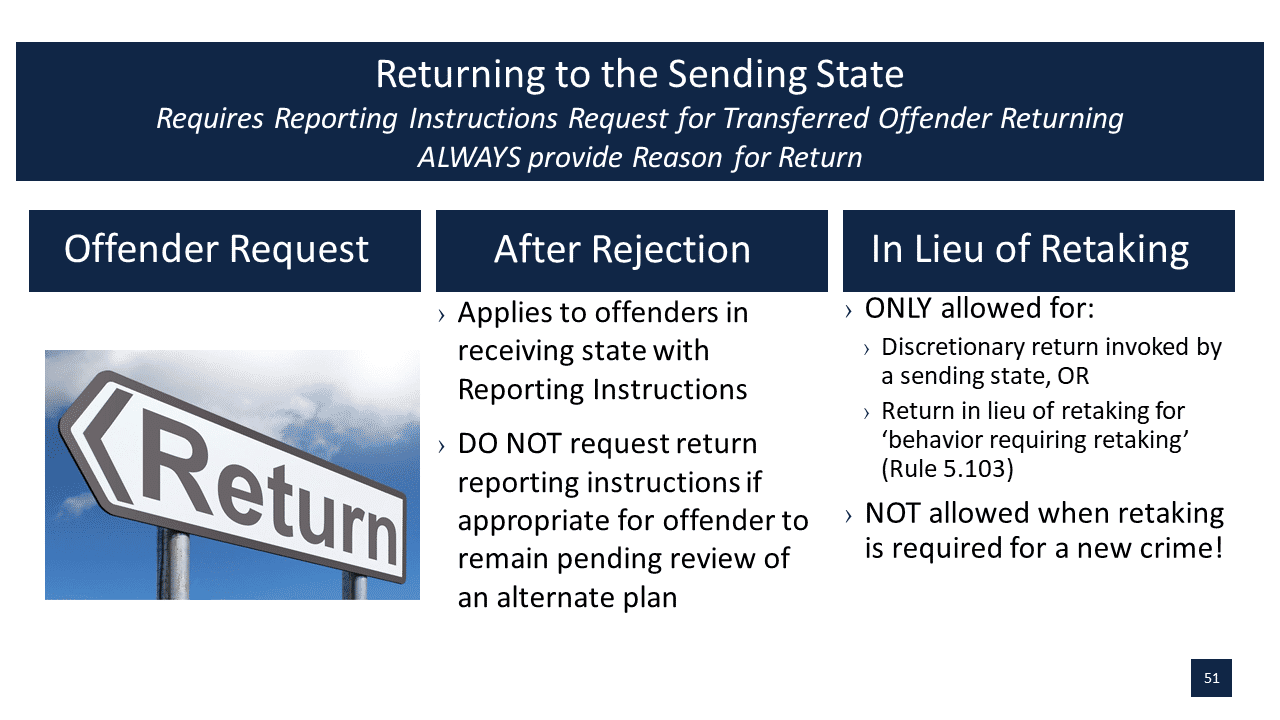 Returning to the Sending State
Requires Reporting Instructions Request for Transferred Offender Returning
ALWAYS provide Reason for Return
Offender Request
Return
After Rejection
› Applies to offenders in
receiving state with
Reporting Instructions
› DO NOT request return
reporting instructions if
appropriate for offender to
remain pending review of
an alternate plan
In Lieu of Retaking
› ONLY allowed for:
› Discretionary return invoked by
a sending state, OR
› Return in lieu of retaking for
‘behavior requiring retaking’
(Rule 5.103)
› NOT allowed when retaking
is required for a new crime!
51